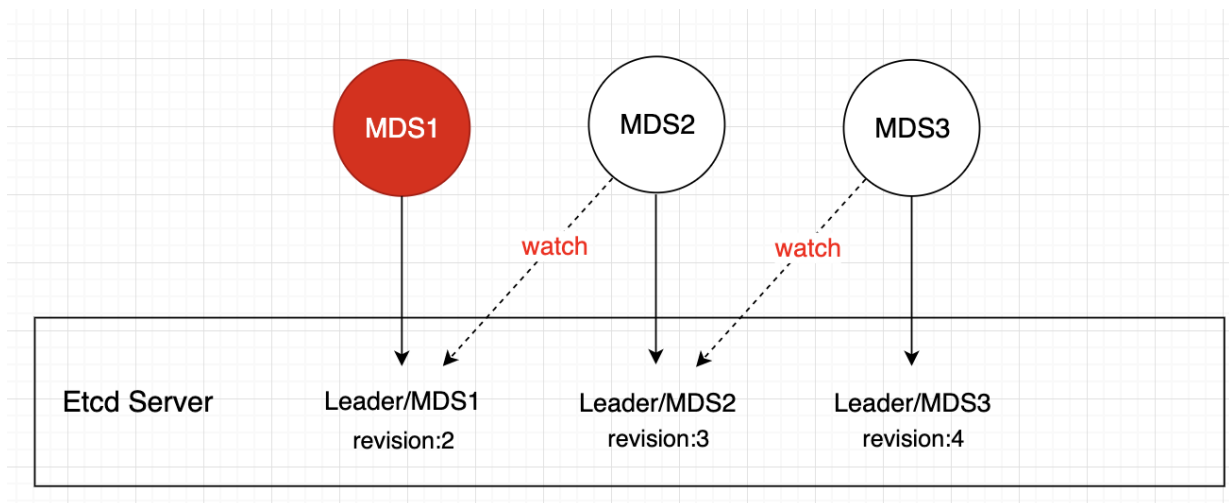 MDS1
MDS2
MDS3
watch
watch
Etcd Server
Leader/MDS1
revision:2
Leader/MDS2
revision:3
Leader/MDS3
revision:4